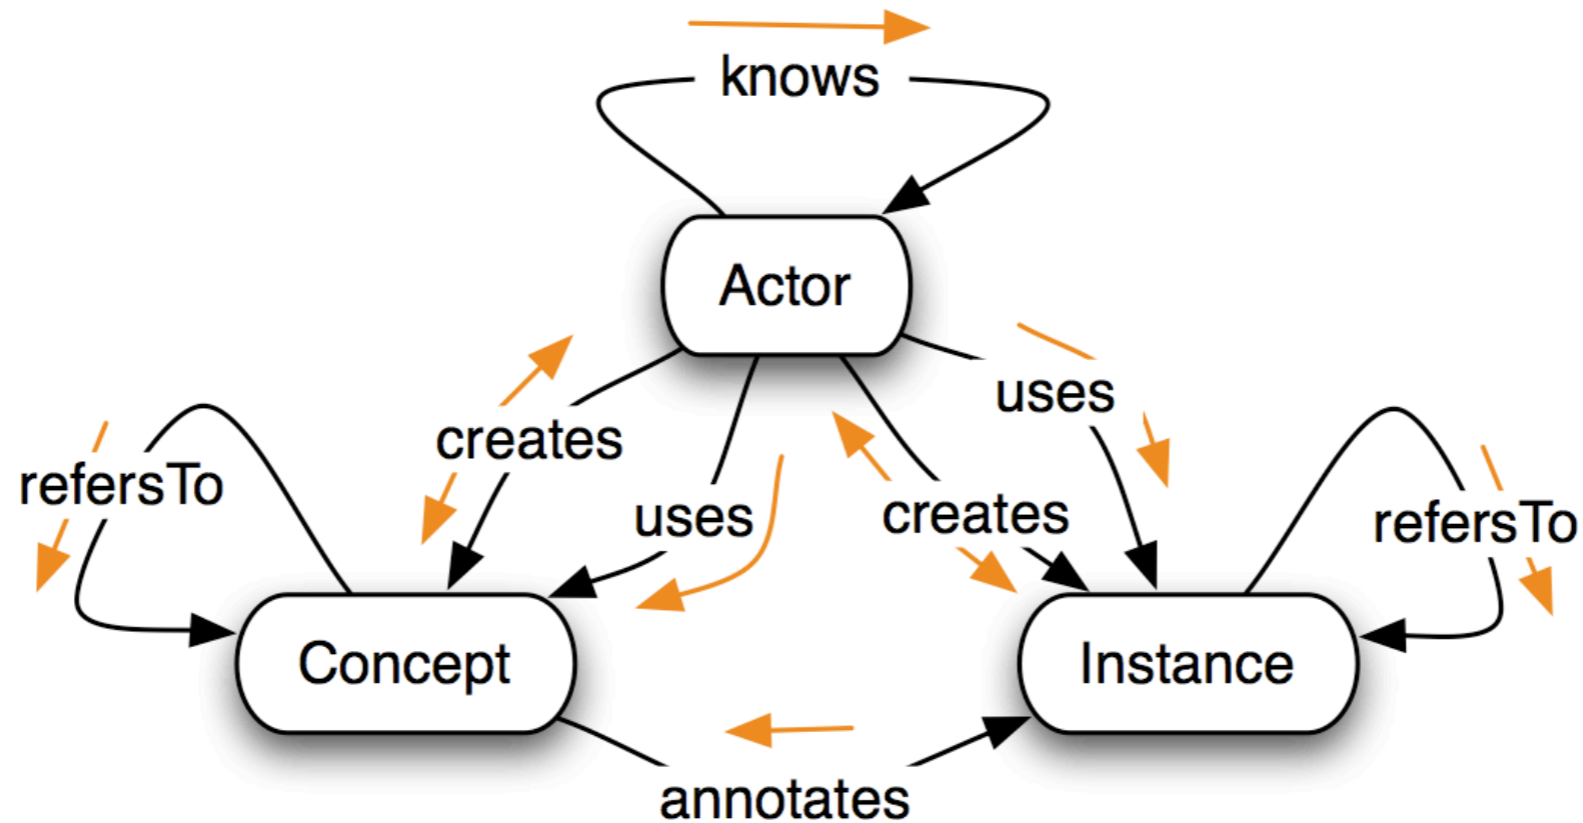 knows
Actor
uses
creates
refersTo
uses
creates
refersTo
Concept
Instance
annotates